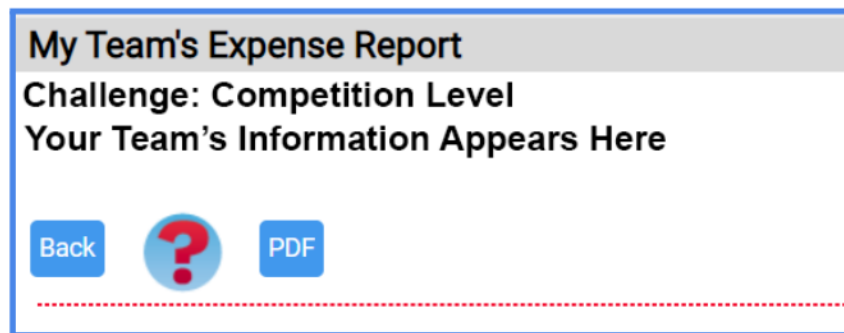 My Team's Expense Report
Challenge: Competition Level
Your Team’s Information Appears Here
Back ? PDF